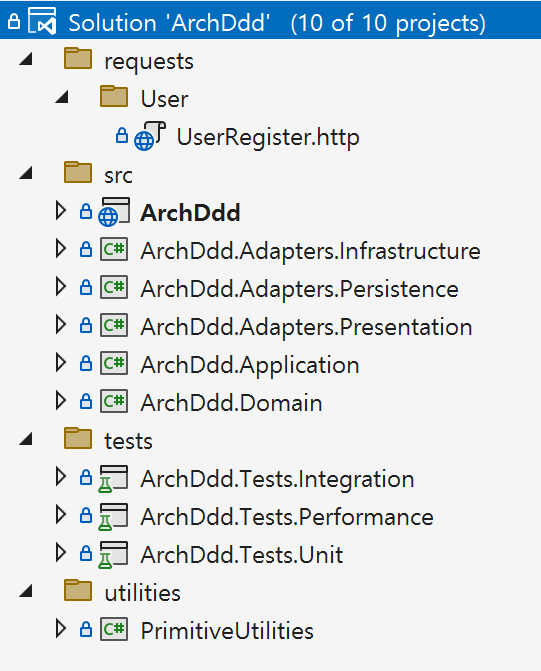 Solution 'ArchDdd' (10 of 10 projects)
requests
User
UserRegister.http
src
ArchDdd
C# ArchDdd.Adapters.Infrastructure
C# ArchDdd.Adapters.Persistence
C# ArchDdd.Adapters.Presentation
C# ArchDdd.Application
C# ArchDdd.Domain
tests
ArchDdd.Tests.Integration
ArchDdd.Tests.Performance
ArchDdd.Tests.Unit
utilities
C# PrimitiveUtilities